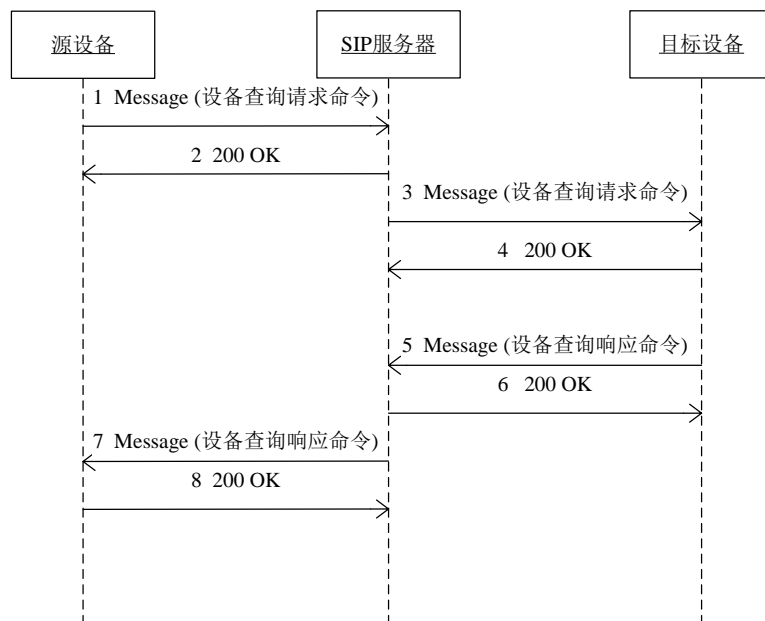 源设备
SIP服务器
目标设备
1 Message (设备查询请求命令)
2 200 OK
3 Message (设备查询请求命令)
4 200 OK
5 Message (设备查询响应命令)
6 200 OK
7 Message (设备查询响应命令)
8 200 OK